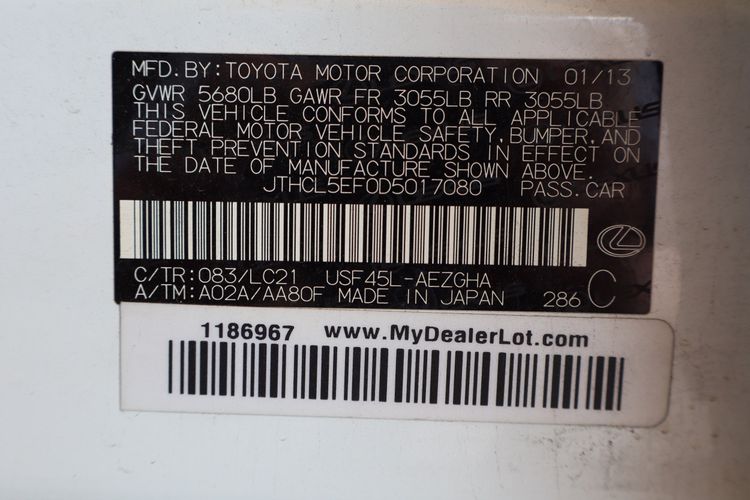 MFD. BY: TOYOTA MOTOR CORPORATION 01/13
GVWR 5680LB GAWR FR 3055LB RR 3055LB
THIS VEHICLE CONFORMS TO ALL APPLICABLE
FEDERAL MOTOR VEHICLE SAFETY, BUMPER, AND
THEFT PREVENTION STANDARDS IN EFFECT ON
THE DATE OF MANUFACTURE SHOWN ABOVE.
JTHCL5EF0D5017080 PASS. CAR
C/TR: 083/LC21 USF45L-AEZGHA
A/TM: A02A/AA80F MADE IN JAPAN 286 C
1186967 www.MyDealerLot.com